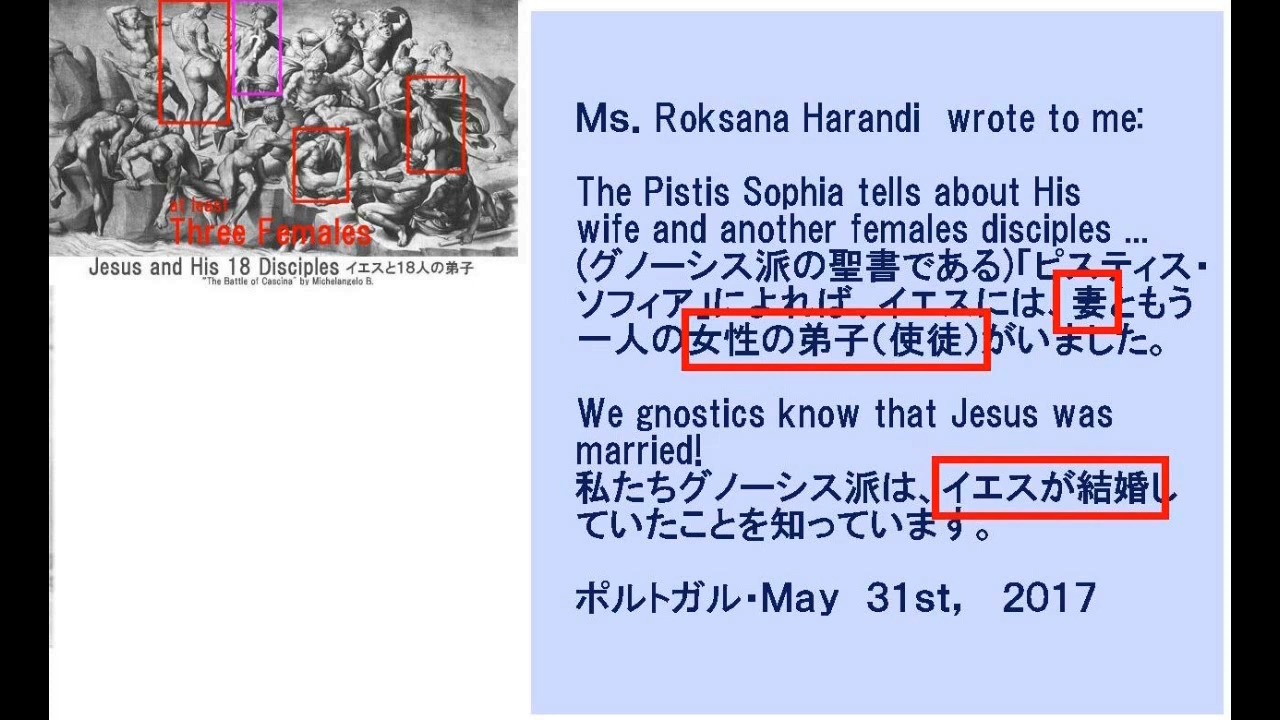 at least
Three Females
Jesus and His 18 Disciples イエスと18人の弟子
"The Battle of Cascina" by Michelangelo B.
Ms. Roksana Harandi wrote to me:
The Pistis Sophia tells about His
wife and another females disciples ...
(グノーシス派の聖書である)「ピスティス・
ソフィア』によれば、イエスには、妻ともう
一人の女性の弟子(使徒)がいました。
We gnostics know that Jesus was
married!
私たちグノーシス派は、イエスが結婚し
ていたことを知っています。
ポルトガル・May 31st, 2017